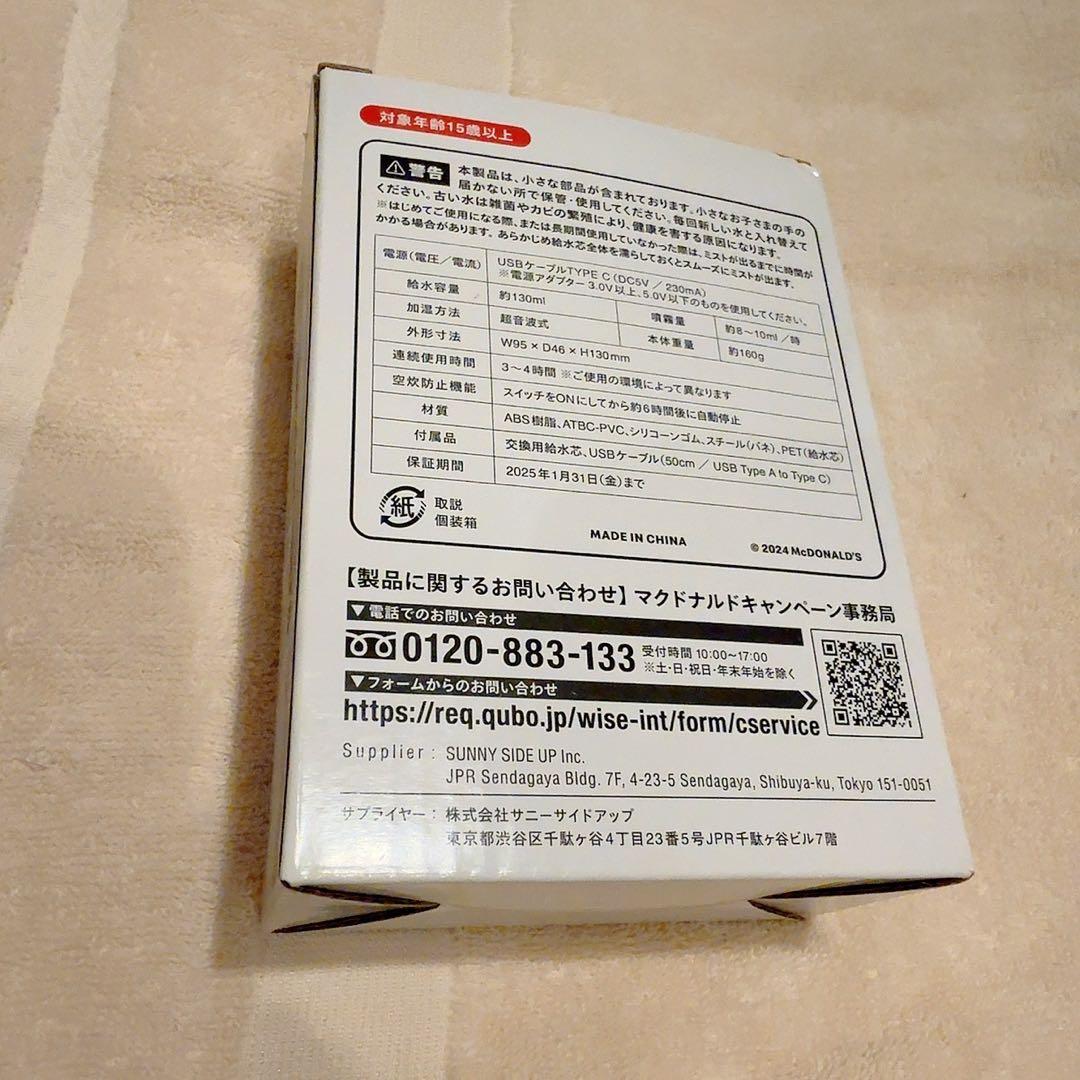 対象年齢15歳以上
⚠警告 本製品は、小さな部品が含まれております。小さなお子さまの手の
届かない所で保管・使用してください。毎回新しい水と入れ替えて
ください。古い水は雑菌やカビの繁殖により、健康を害する原因になります。
※はじめてご使用になる際、または長期間使用していなかった際は、ミストが出るまでに時間が
かかる場合があります。あらかじめ給水芯全体を濡らしておくとスムーズにミストが出ます。
電源(電圧/電流) USBケーブルTYPE C(DC5V / 230mA)
※電源アダプター 3.0V以上、5.0V以下のものを使用してください。
給水容量 約130ml 噴霧量 約8〜10ml/時
加湿方法 超音波式 本体重量 約160g
外形寸法 W95 × D46 × H130mm
連続使用時間 3〜4時間 ※ご使用の環境によって異なります
空炊防止機能 スイッチをONにしてから約6時間後に自動停止
材質 ABS樹脂、ATBC-PVC、シリコーンゴム、スチール(バネ)、PET(給水芯)
付属品 交換用給水芯、USBケーブル(50cm / USB Type A to Type C)
保証期間 2025年1月31日(金)まで
紙 取説
個装箱
MADE IN CHINA
© 2024 McDONALD'S
【製品に関するお問い合わせ】マクドナルドキャンペーン事務局
▼電話でのお問い合わせ
0120-883-133 受付時間 10:00〜17:00
※土・日・祝日・年末年始を除く
▼フォームからのお問い合わせ
https://req.qubo.jp/wise-int/form/cservice
Supplier : SUNNY SIDE UP Inc.
JPR Sendagaya Bldg. 7F, 4-23-5 Sendagaya, Shibuya-ku, Tokyo 151-0051
サプライヤー : 株式会社サニーサイドアップ
東京都渋谷区千駄ヶ谷4丁目23番5号JPR千駄ヶ谷ビル7階